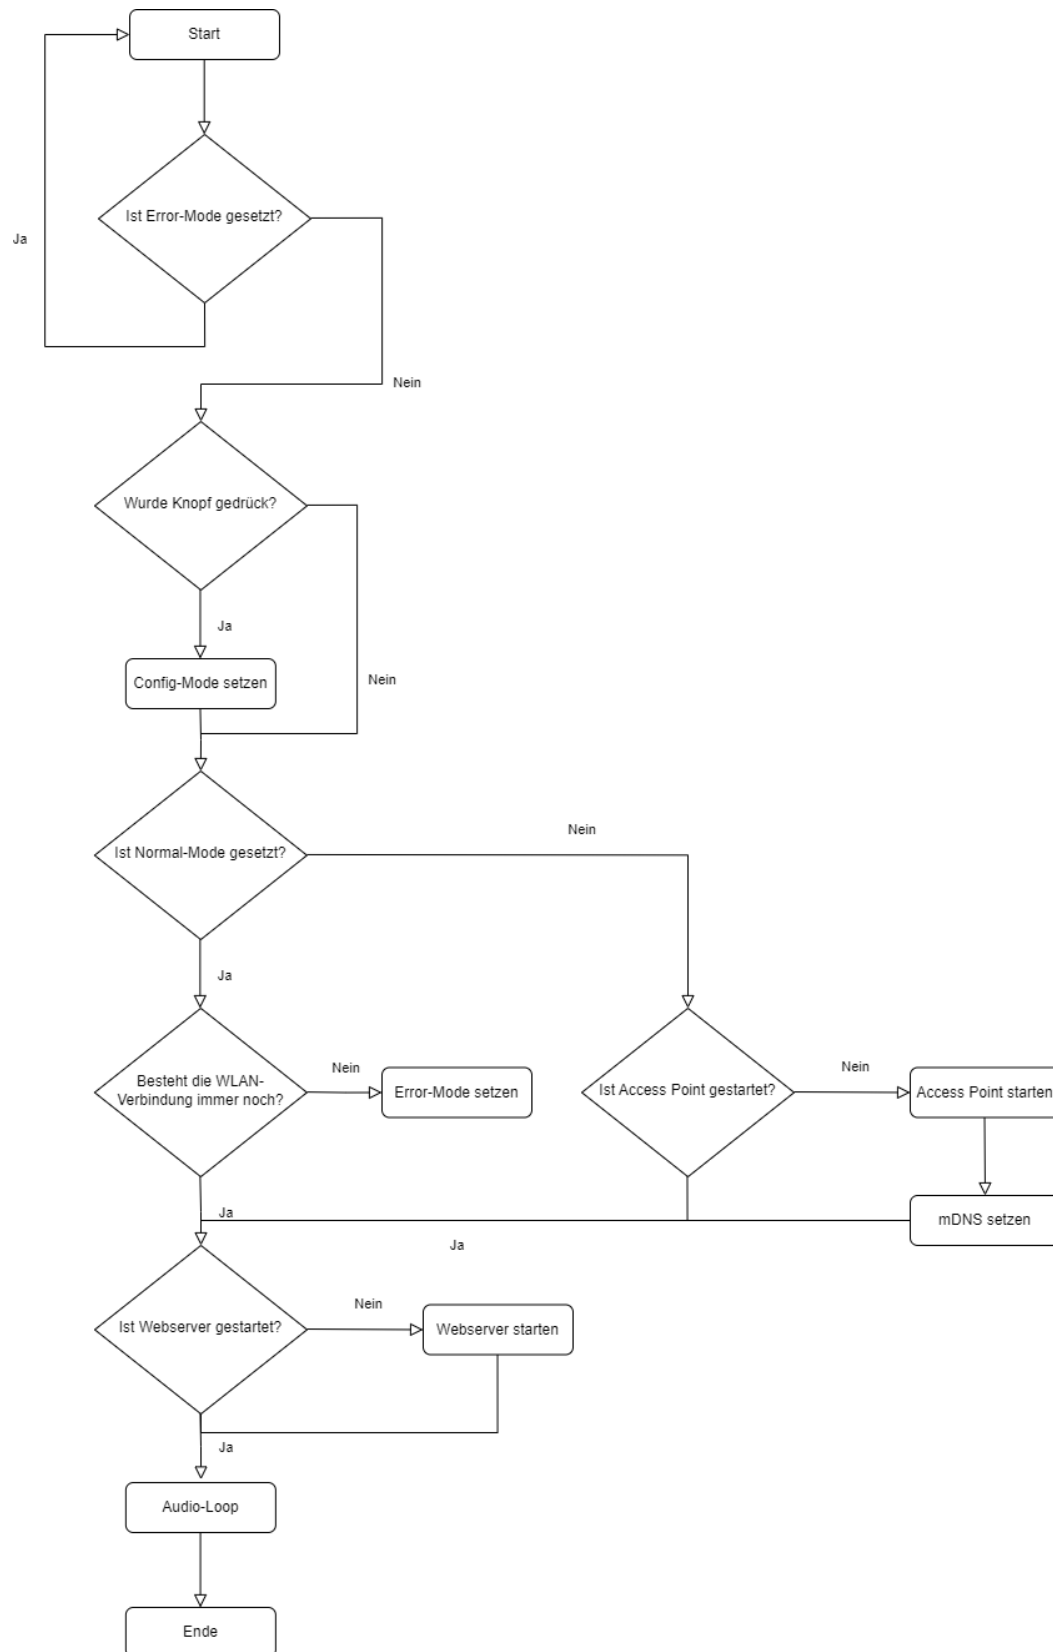 Start
Ist Error-Mode gesetzt?
Ja
Nein
Wurde Knopf gedrück?
Ja
Config-Mode setzen
Nein
Nein
Ist Normal-Mode gesetzt?
Ja
Besteht die WLAN-
Verbindung immer noch?
Nein
Error-Mode setzen
Ist Access Point gestartet?
Nein
Access Point starten
Ja
mDNS setzen
Ja
Ist Webserver gestartet?
Nein
Webserver starten
Ja
Audio-Loop
Ende